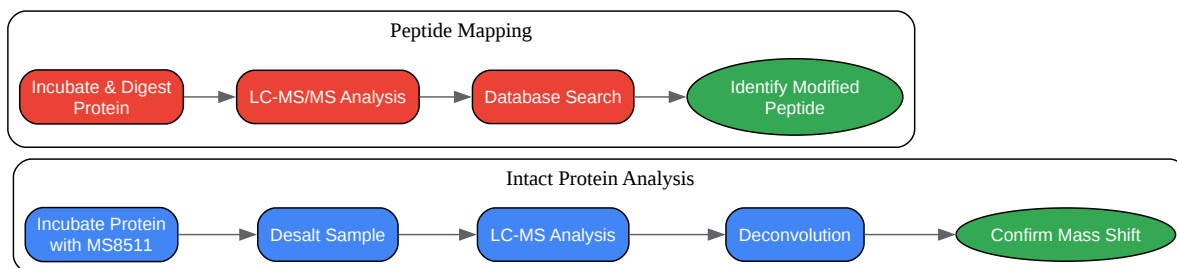 Peptide Mapping
Incubate & Digest
Protein
LC-MS/MS Analysis
Database Search
Identify Modified
Peptide
Intact Protein Analysis
Incubate Protein
with MS8511
Desalt Sample
LC-MS Analysis
Deconvolution
Confirm Mass Shift